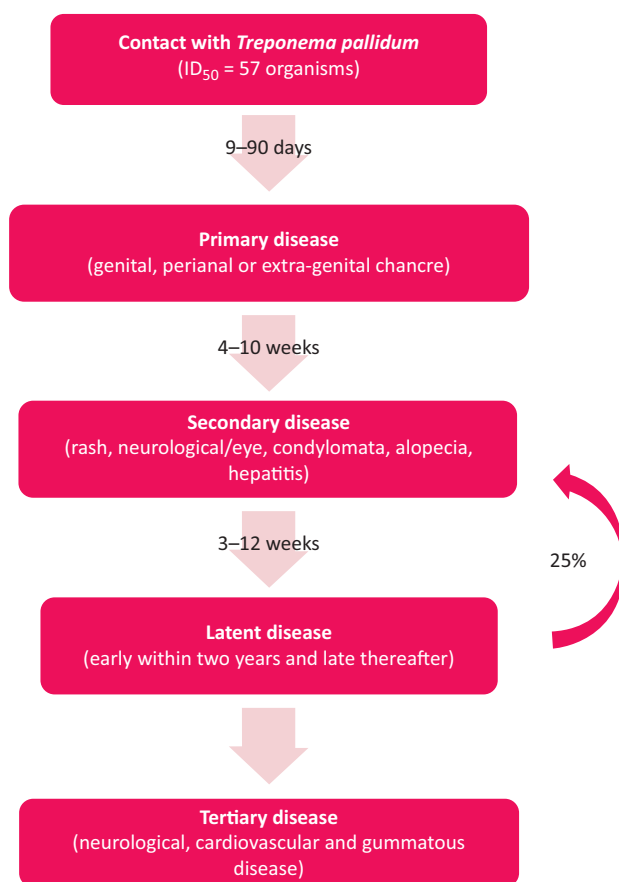 Contact with Treponema pallidum
(ID50 = 57 organisms)
9–90 days
Primary disease
(genital, perianal or extra-genital chancre)
4–10 weeks
Secondary disease
(rash, neurological/eye, condylomata, alopecia,
hepatitis)
3–12 weeks
25%
Latent disease
(early within two years and late thereafter)
Tertiary disease
(neurological, cardiovascular and gummatous
disease)